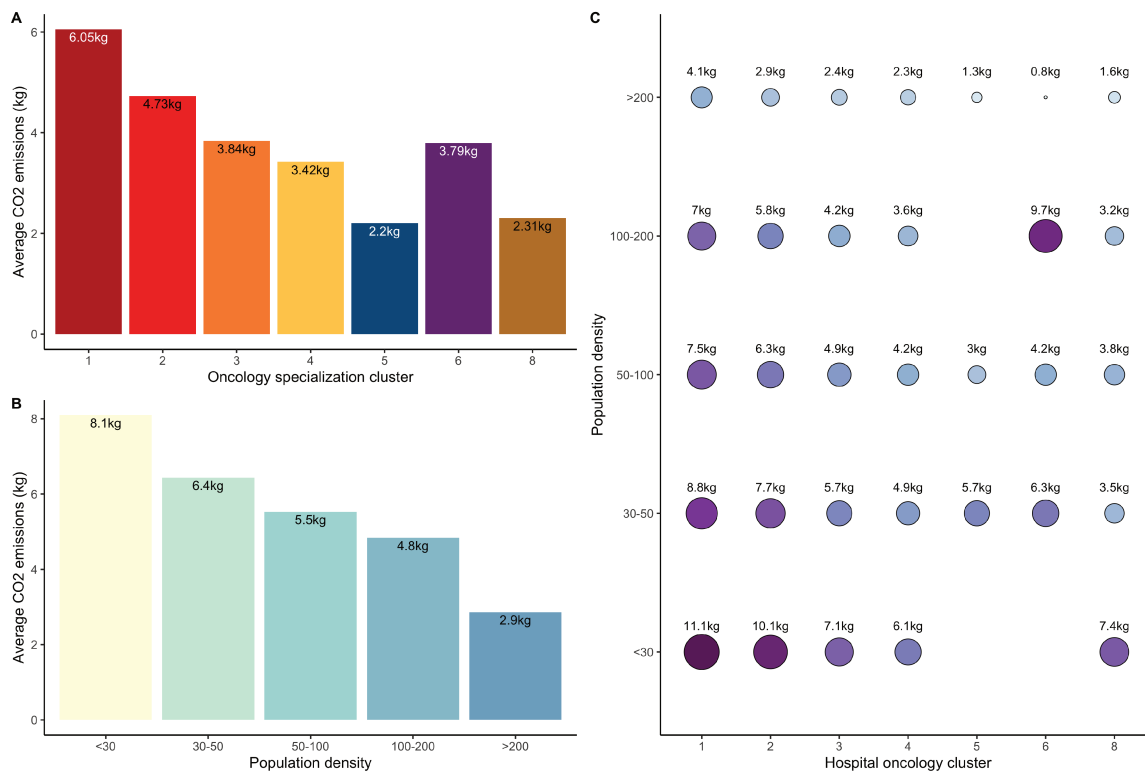 A
Average CO2 emissions (kg)
6
4
2
0
6.05kg
4.73kg
3.84kg
3.42kg
2.2kg
3.79kg
2.31kg
1 2 3 4 5 6 8
Oncology specialization cluster
B
Average CO2 emissions (kg)
8
6
4
2
0
8.1kg
6.4kg
5.5kg
4.8kg
2.9kg
<30 30-50 50-100 100-200 >200
Population density
C
Population density
4.1kg 2.9kg 2.4kg 2.3kg 1.3kg 0.8kg 1.6kg
>200
7kg 5.8kg 4.2kg 3.6kg 9.7kg 3.2kg
100-200
7.5kg 6.3kg 4.9kg 4.2kg 3kg 4.2kg 3.8kg
50-100
8.8kg 7.7kg 5.7kg 4.9kg 5.7kg 6.3kg 3.5kg
30-50
11.1kg 10.1kg 7.1kg 6.1kg 7.4kg
<30
1 2 3 4 5 6 8
Hospital oncology cluster